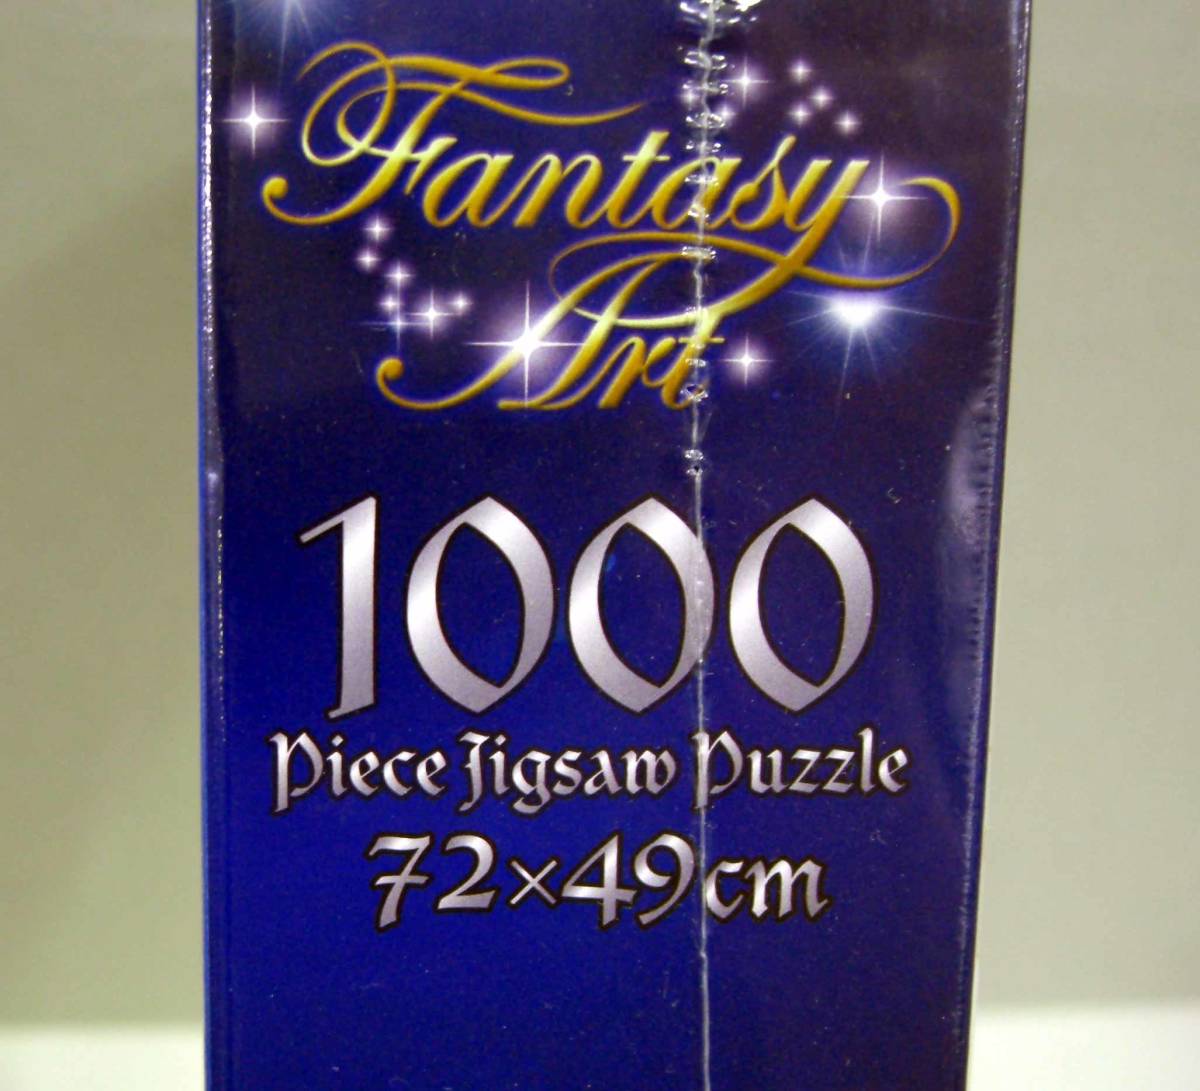 Fantasy
Art
1000
Piece Jigsaw Puzzle
72×49cm